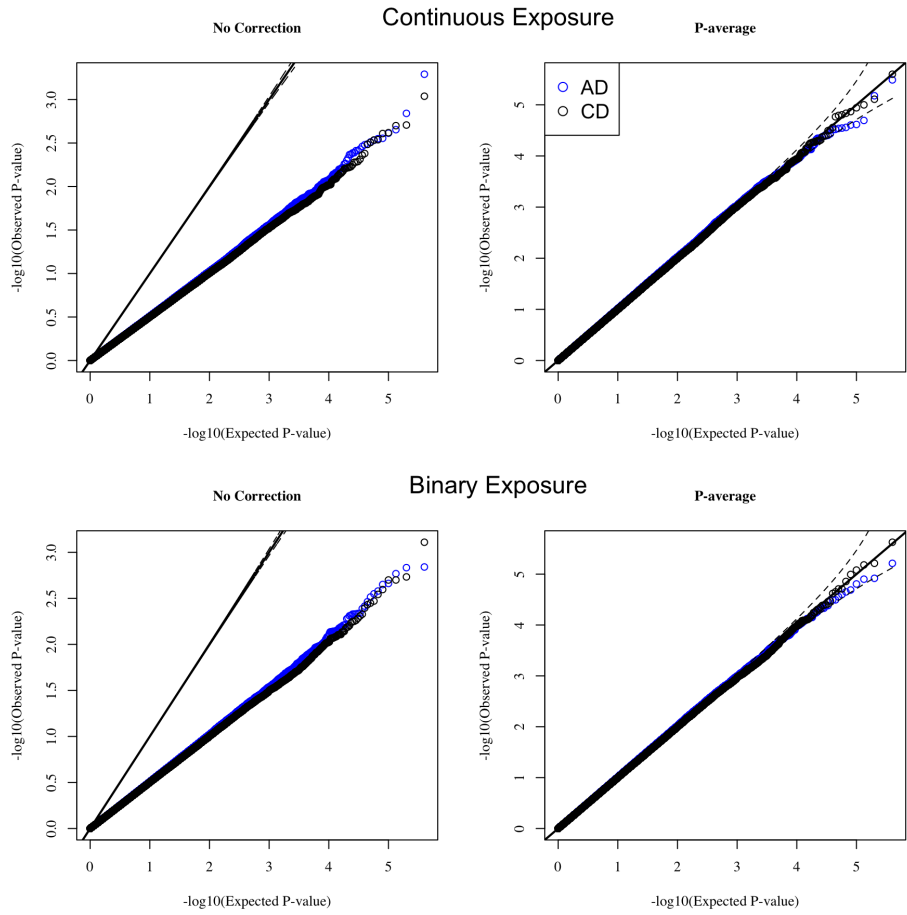 Continuous Exposure
No Correction
P-average
-log10(Observed P-value)
0.0 0.5 1.0 1.5 2.0 2.5 3.0
0 1 2 3 4 5
-log10(Expected P-value)
AD
CD
-log10(Observed P-value)
0 1 2 3 4 5
0 1 2 3 4 5
-log10(Expected P-value)
Binary Exposure
No Correction
P-average
-log10(Observed P-value)
0.0 0.5 1.0 1.5 2.0 2.5 3.0
0 1 2 3 4 5
-log10(Expected P-value)
-log10(Observed P-value)
0 1 2 3 4 5
0 1 2 3 4 5
-log10(Expected P-value)